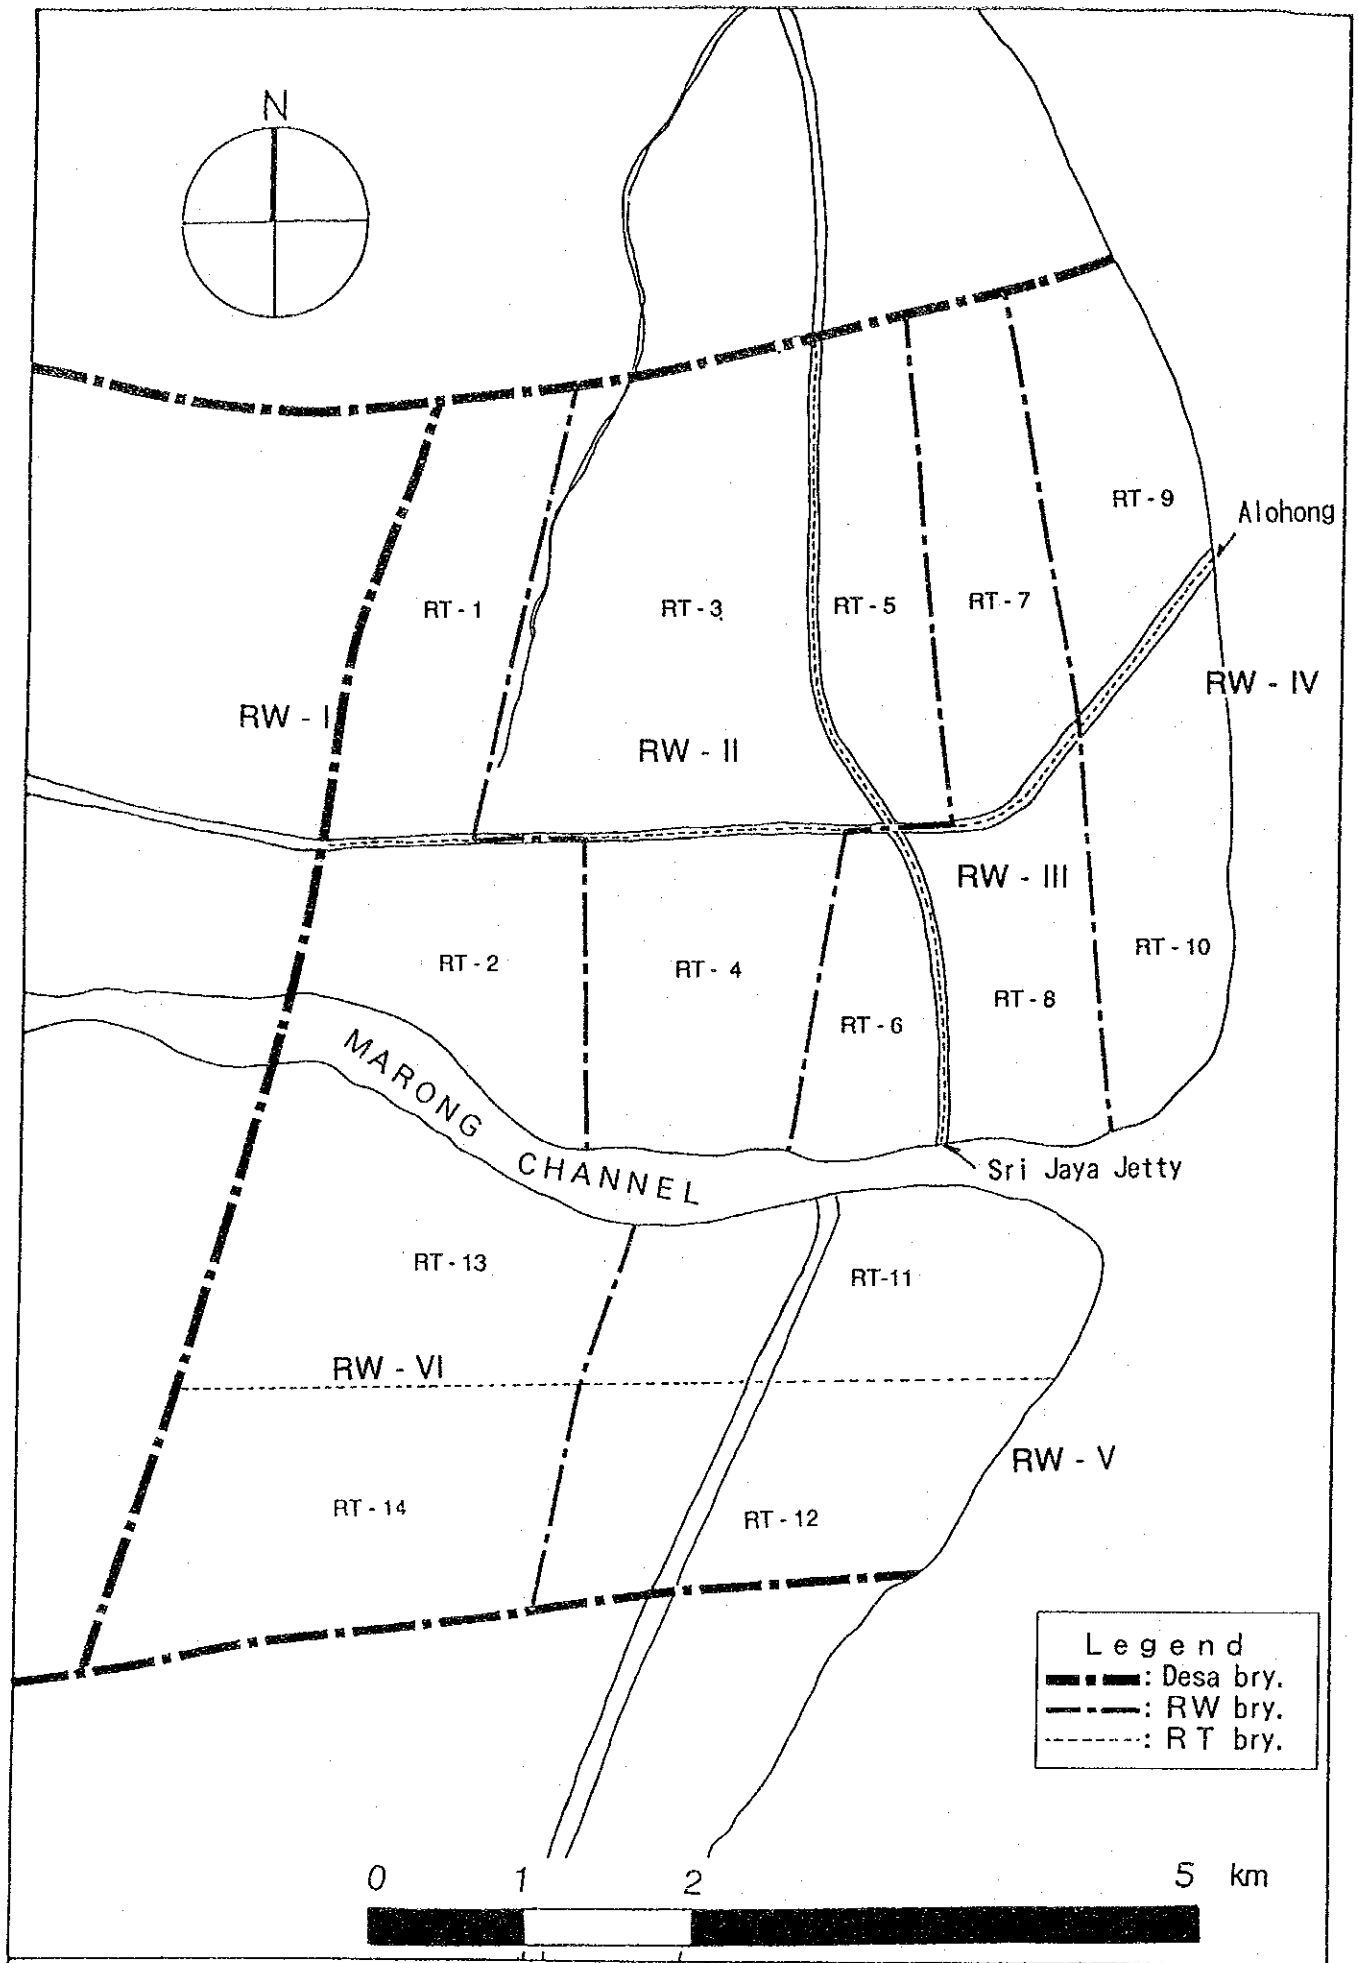 N
RT - 9
Alohong
RT - 1
RT - 3
RT - 5
RT - 7
RW - IV
RW - I
RW - II
RW - III
RT - 2
RT - 4
RT - 10
RT - 8
RT - 6
MARONG
CHANNEL
Sri Jaya Jetty
RT - 13
RT-11
RW - VI
RW - V
RT - 14
RT - 12
Legend
: Desa bry.
: RW bry.
: RT bry.
0 1 2 5 km